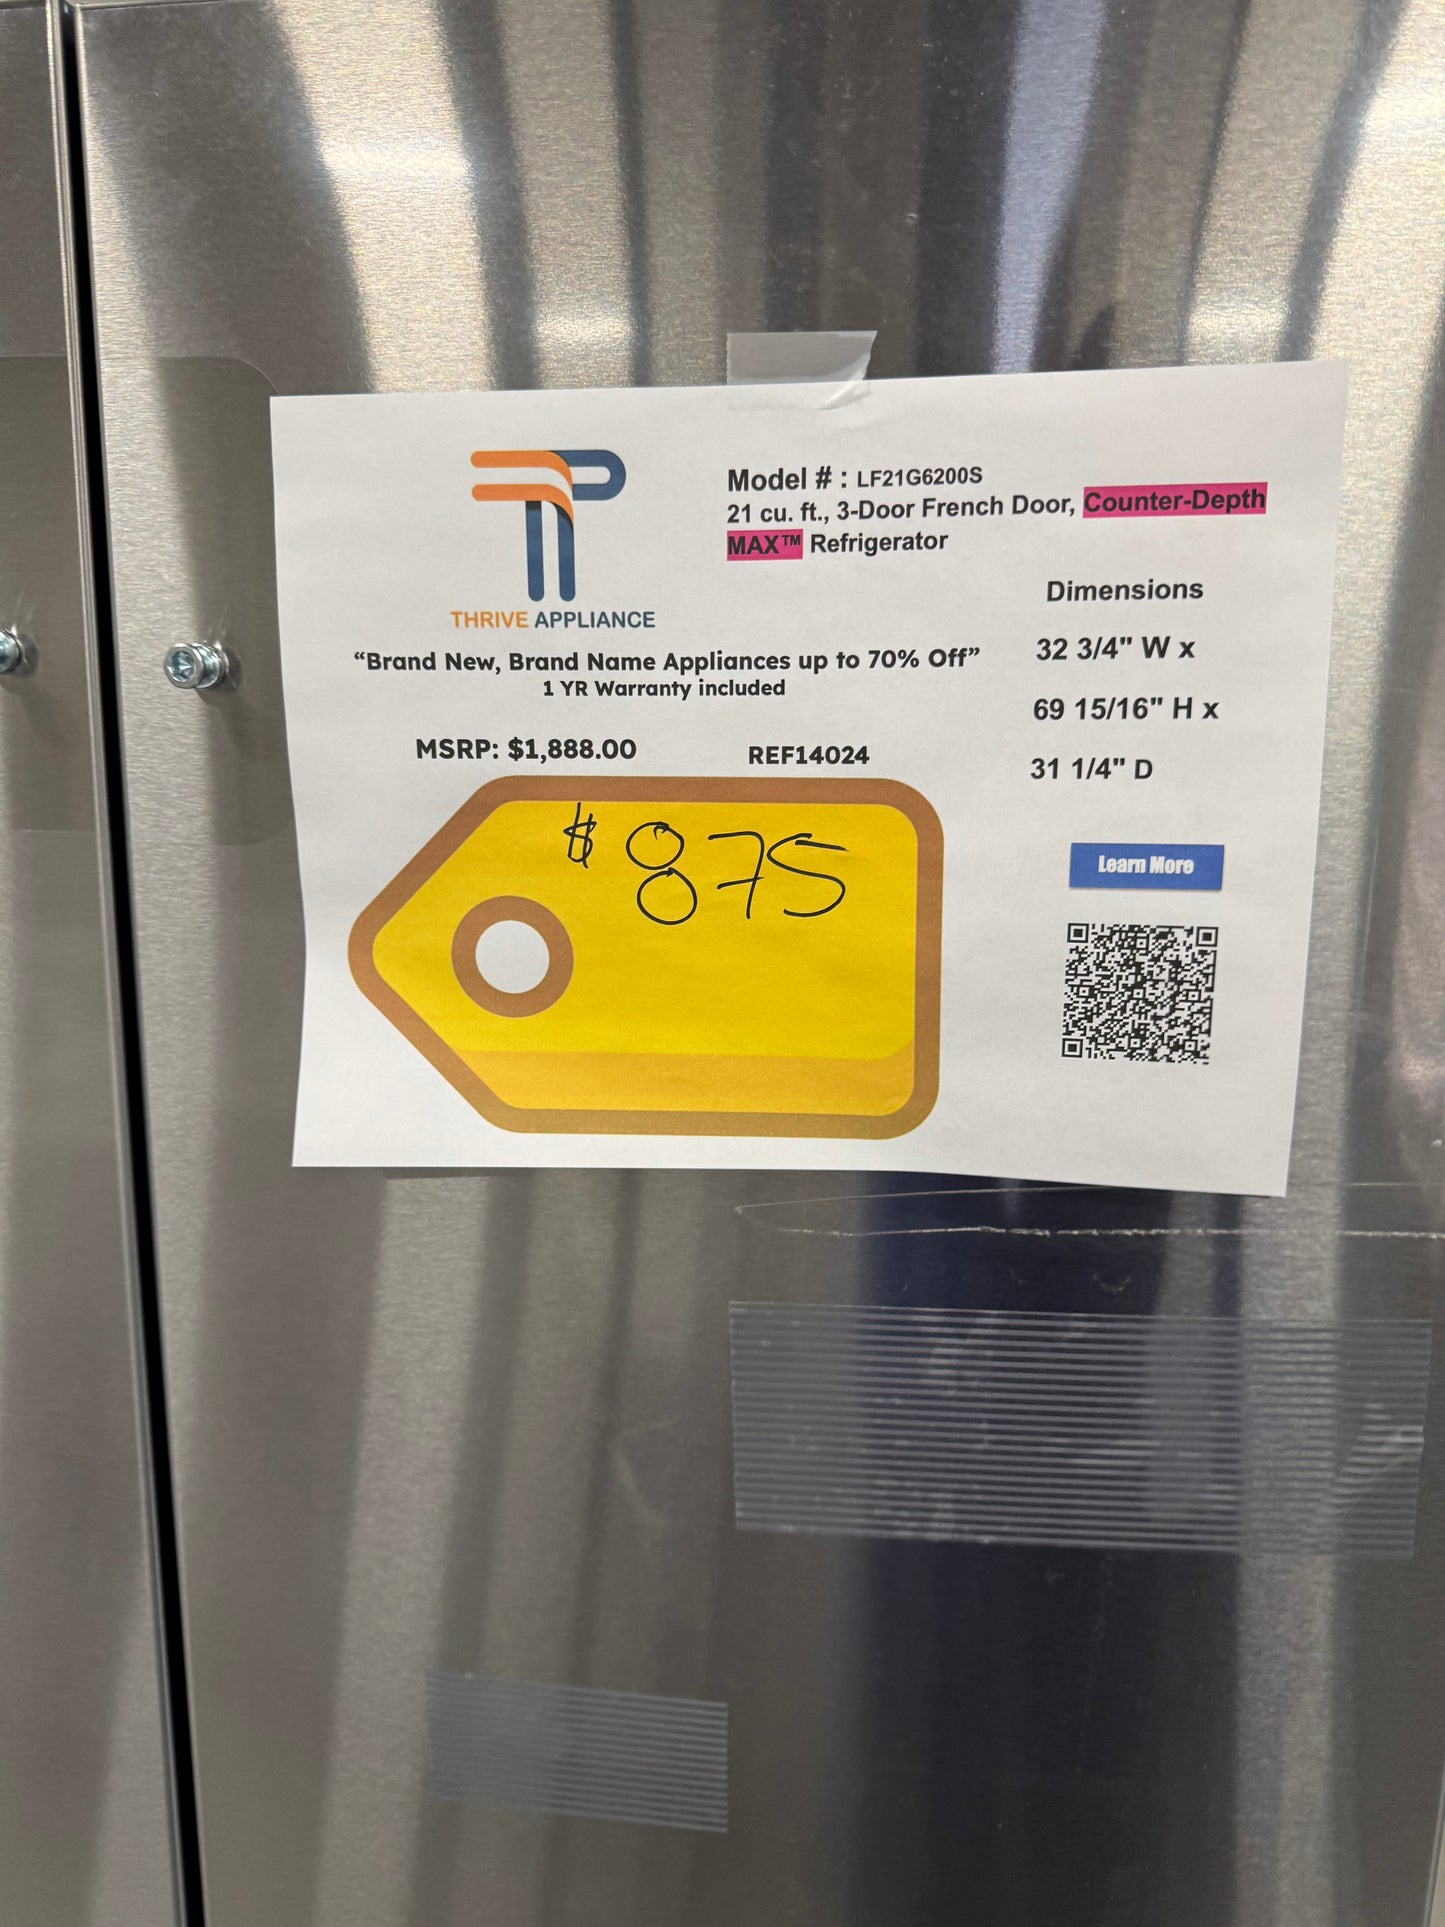 THRIVE APPLIANCE
Model # : LF21G6200S
21 cu. ft., 3-Door French Door, Counter-Depth
MAX™ Refrigerator
"Brand New, Brand Name Appliances up to 70% Off"
1 YR Warranty included
MSRP: $1,888.00
REF14024
$875
Dimensions
32 3/4" W x
69 15/16" H x
31 1/4" D
Learn More